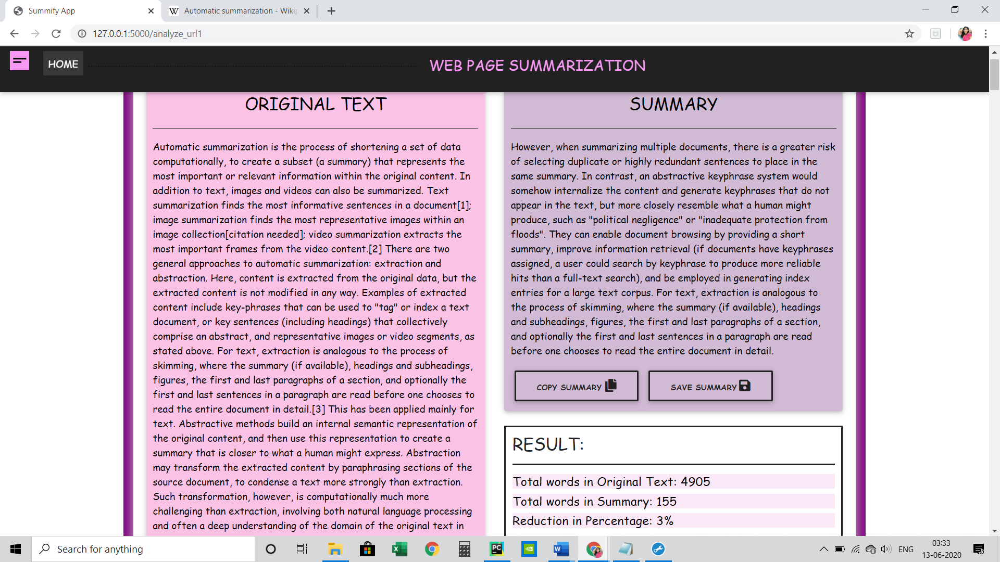 Summify App
Automatic summarization - Wikip
127.0.0.1:5000/analyze_url1
HOME
WEB PAGE SUMMARIZATION
ORIGINAL TEXT
Automatic summarization is the process of shortening a set of data
computationally, to create a subset (a summary) that represents the
most important or relevant information within the original content. In
addition to text, images and videos can also be summarized. Text
summarization finds the most informative sentences in a document[1];
image summarization finds the most representative images within an
image collection[citation needed]; video summarization extracts the
most important frames from the video content.[2] There are two
general approaches to automatic summarization: extraction and
abstraction. Here, content is extracted from the original data, but the
extracted content is not modified in any way. Examples of extracted
content include key-phrases that can be used to "tag" or index a text
document, or key sentences (including headings) that collectively
comprise an abstract, and representative images or video segments, as
stated above. For text, extraction is analogous to the process of
skimming, where the summary (if available), headings and subheadings,
figures, the first and last paragraphs of a section, and optionally the
first and last sentences in a paragraph are read before one chooses to
read the entire document in detail.[3] This has been applied mainly for
text. Abstractive methods build an internal semantic representation of
the original content, and then use this representation to create a
summary that is closer to what a human might express. Abstraction
may transform the extracted content by paraphrasing sections of the
source document, to condense a text more strongly than extraction.
Such transformation, however, is computationally much more
challenging than extraction, involving both natural language processing
and often a deep understanding of the domain of the original text in
SUMMARY
However, when summarizing multiple documents, there is a greater risk
of selecting duplicate or highly redundant sentences to place in the
same summary. In contrast, an abstractive keyphrase system would
somehow internalize the content and generate keyphrases that do not
appear in the text, but more closely resemble what a human might
produce, such as "political negligence" or "inadequate protection from
floods". They can enable document browsing by providing a short
summary, improve information retrieval (if documents have keyphrases
assigned, a user could search by keyphrase to produce more reliable
hits than a full-text search), and be employed in generating index
entries for a large text corpus. For text, extraction is analogous to
the process of skimming, where the summary (if available), headings
and subheadings, figures, the first and last paragraphs of a section,
and optionally the first and last sentences in a paragraph are read
before one chooses to read the entire document in detail.
COPY SUMMARY
SAVE SUMMARY
RESULT:
Total words in Original Text: 4905
Total words in Summary: 155
Reduction in Percentage: 3%
Search for anything
ENG
03:33
13-06-2020